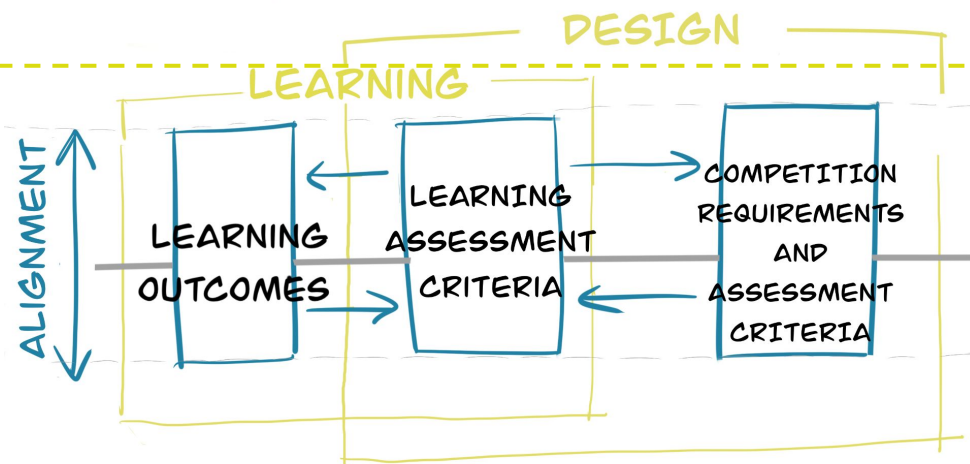 DESIGN
LEARNING
ALIGNMENT
LEARNING
OUTCOMES
LEARNING
ASSESSMENT
CRITERIA
COMPETITION
REQUIREMENTS
AND
ASSESSMENT
CRITERIA